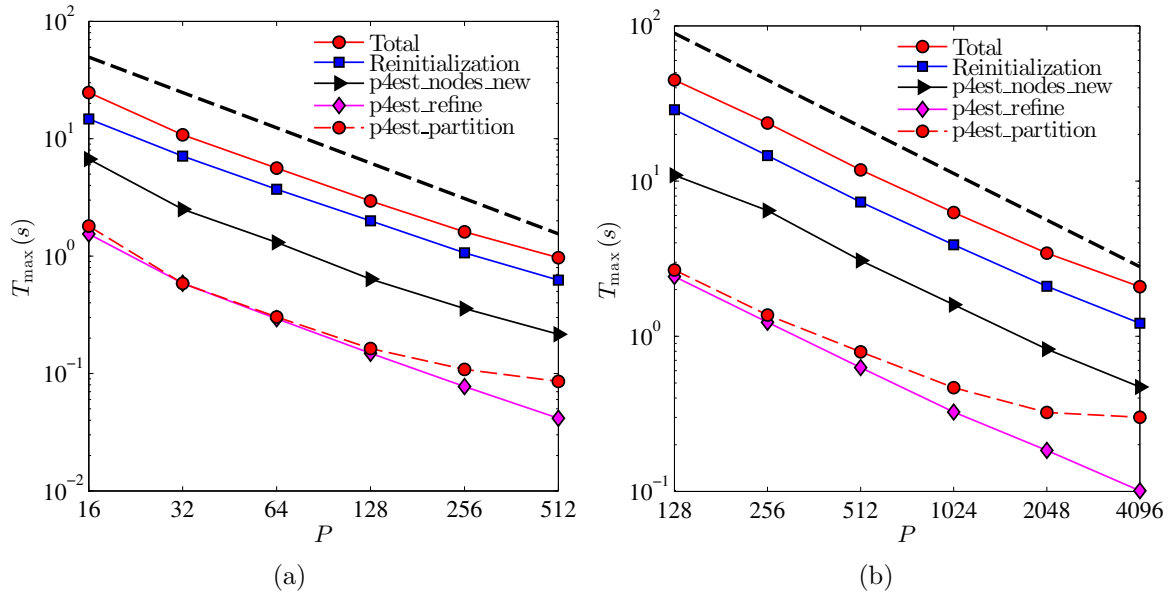 10^2
10^1
10^0
10^{-1}
10^{-2}
T_max (s)
Total
Reinitialization
p4est_nodes_new
p4est_refine
p4est_partition
16 32 64 128 256 512
P
(a)
10^2
10^1
10^0
10^{-1}
T_max (s)
Total
Reinitialization
p4est_nodes_new
p4est_refine
p4est_partition
128 256 512 1024 2048 4096
P
(b)